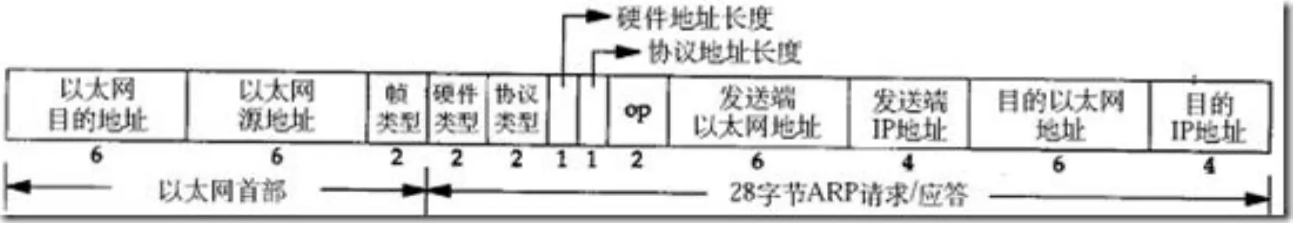 硬件地址长度
协议地址长度
以太网
目的地址
以太网
源地址
帧
类型
硬件
类型
协议
类型
op
发送端
以太网地址
发送端
IP地址
目的以太网
地址
目的
IP地址
6 6 2 2 2 1 1 2 6 4 6 4
以太网首部
28字节ARP请求/应答